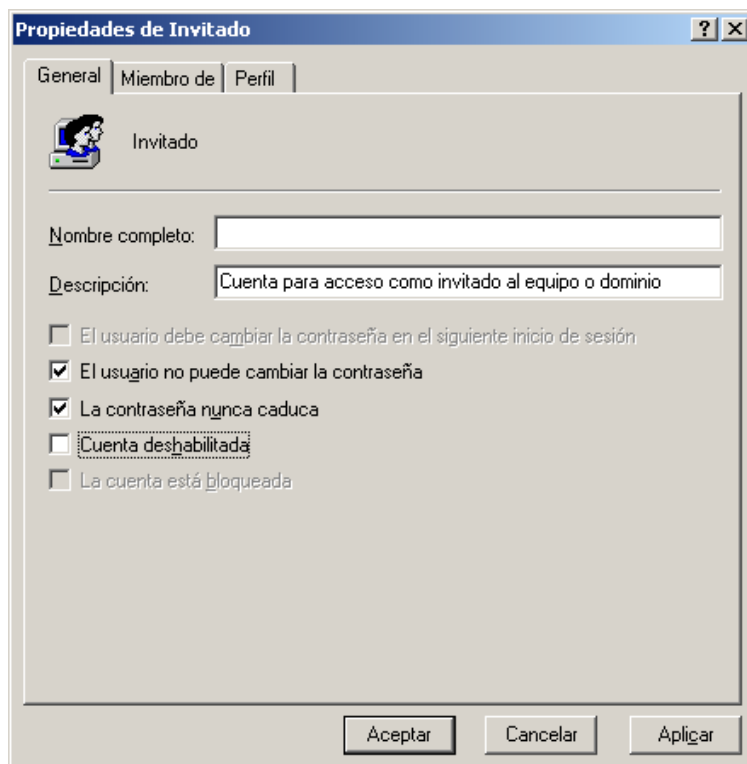 Propiedades de Invitado
General Miembro de Perfil
Invitado
Nombre completo:
Descripción: Cuenta para acceso como invitado al equipo o dominio
El usuario debe cambiar la contraseña en el siguiente inicio de sesión
El usuario no puede cambiar la contraseña
La contraseña nunca caduca
Cuenta deshabilitada
La cuenta está bloqueada
Aceptar Cancelar Aplicar